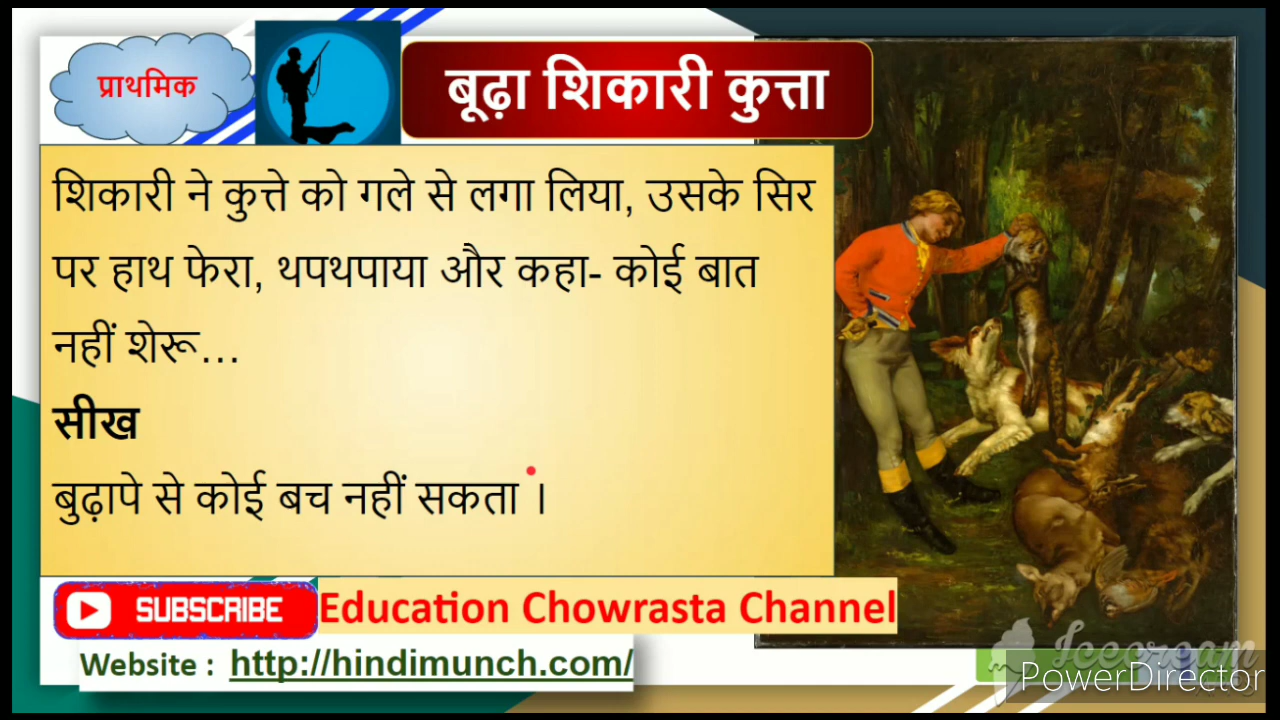 प्राथमिक
बूढ़ा शिकारी कुत्ता
शिकारी ने कुत्ते को गले से लगा लिया, उसके सिर
पर हाथ फेरा, थपथपाया और कहा- कोई बात
नहीं शेरू...
सीख
बुढ़ापे से कोई बच नहीं सकता ।
SUBSCRIBE
Education Chowrasta Channel
Website : http://hindimunch.com/
Icecream
PowerDirector